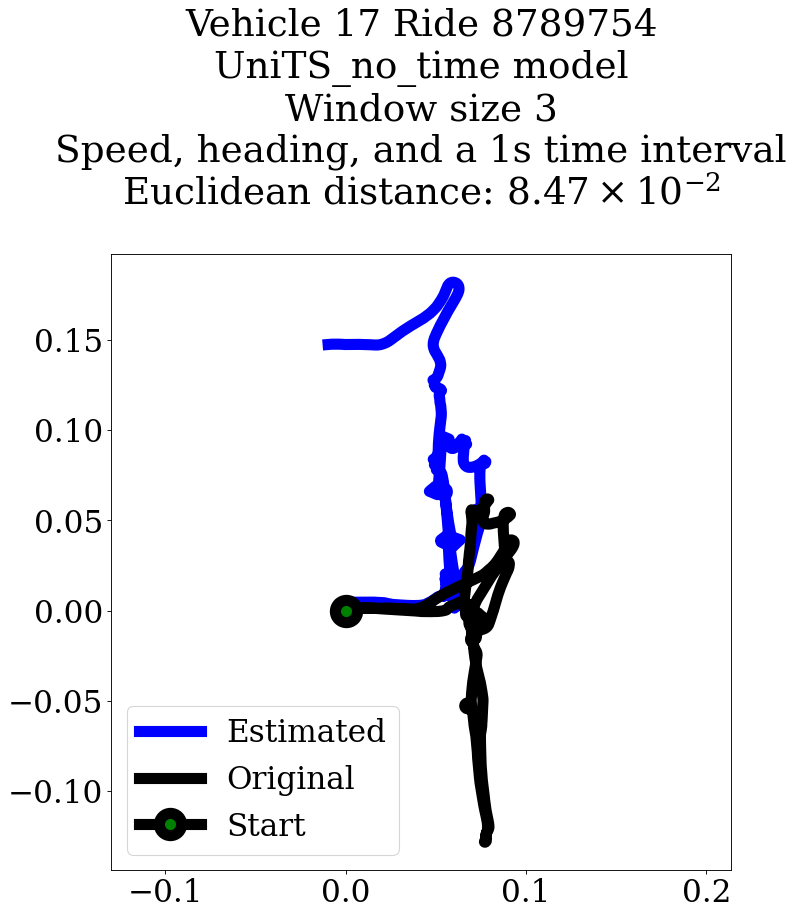 Vehicle 17 Ride 8789754
UniTS_no_time model
Window size 3
Speed, heading, and a 1s time interval
Euclidean distance: 8.47 × 10⁻²
0.15
0.10
0.05
0.00
−0.05
−0.10
Estimated
Original
Start
−0.1 0.0 0.1 0.2